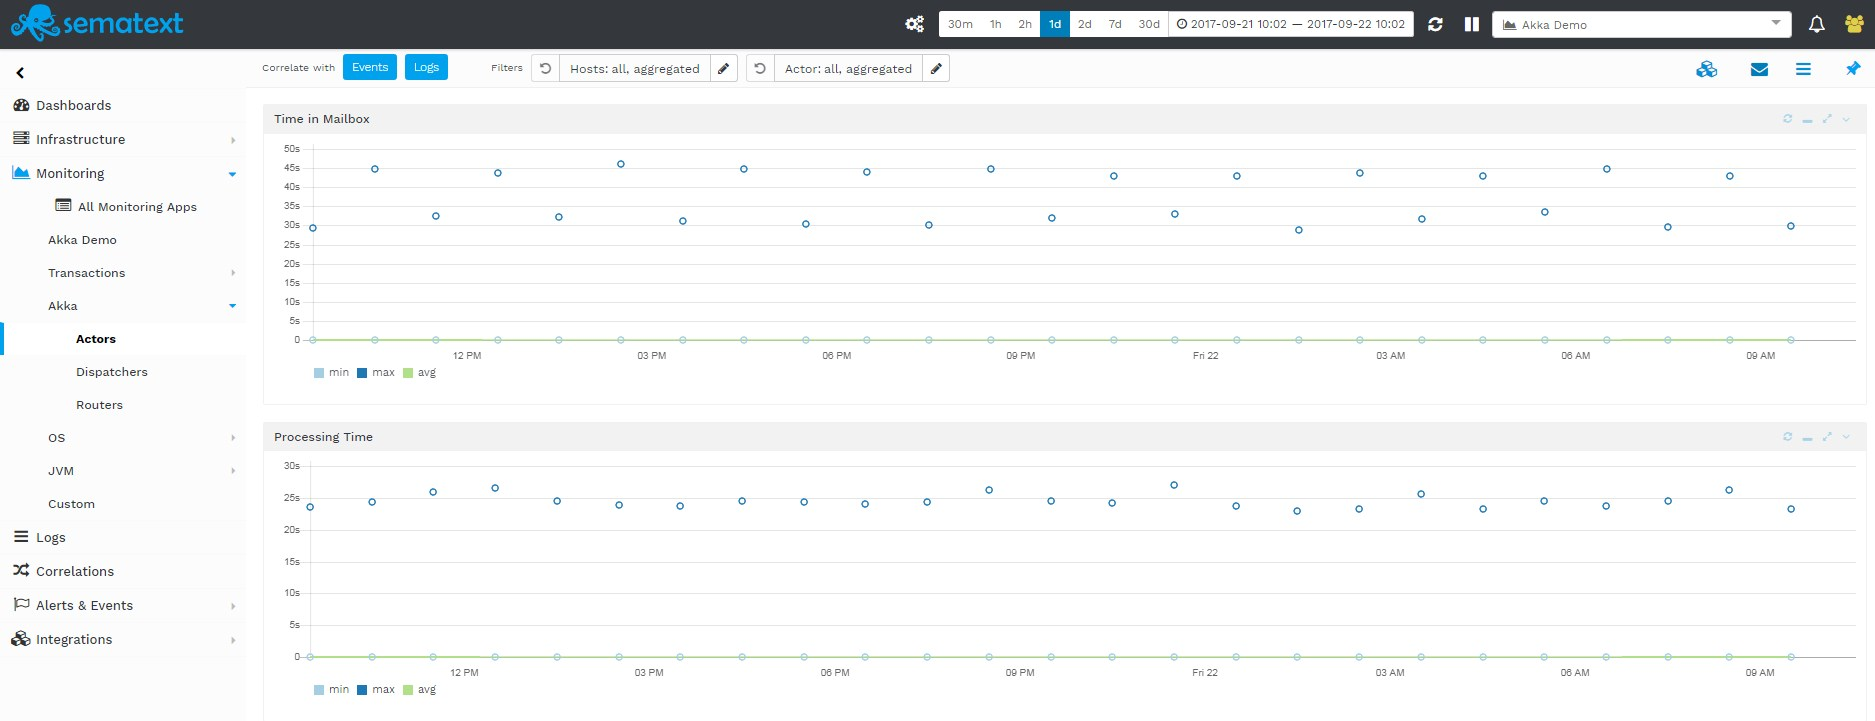 sematext
30m 1h 2h 1d 2d 7d 30d 2017-09-21 10:02 — 2017-09-22 10:02 Akka Demo
Correlate with Events Logs Filters Hosts: all, aggregated Actor: all, aggregated
Dashboards
Infrastructure
Monitoring
All Monitoring Apps
Akka Demo
Transactions
Akka
Actors
Dispatchers
Routers
OS
JVM
Custom
Logs
Correlations
Alerts & Events
Integrations
Time in Mailbox
50s
45s
40s
35s
30s
25s
20s
15s
10s
5s
0
12 PM 03 PM 06 PM 09 PM Fri 22 03 AM 06 AM 09 AM
min max avg
Processing Time
30s
25s
20s
15s
10s
5s
0
12 PM 03 PM 06 PM 09 PM Fri 22 03 AM 06 AM 09 AM
min max avg